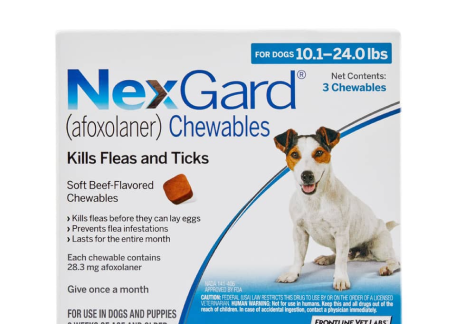 FOR DOGS 10.1–24.0 lbs
NexGard®
Net Contents:
3 Chewables
(afoxolaner) Chewables
Kills Fleas and Ticks
Soft Beef-Flavored
Chewables
› Kills fleas before they can lay eggs
› Prevents flea infestations
› Lasts for the entire month
Each chewable contains
28.3 mg afoxolaner
Give once a month
APPROVED BY FDA
CAUTION: FEDERAL (USA) LAW RESTRICTS THIS DRUG TO USE BY OR ON THE ORDER OF A LICENSED
VETERINARIAN. HUMAN WARNING: Not for use in humans. Keep this and all drugs out of the
reach of children. In case of accidental ingestion, contact a physician immediately.
FOR USE IN DOGS AND PUPPIES
FRONTLINE VET LABS